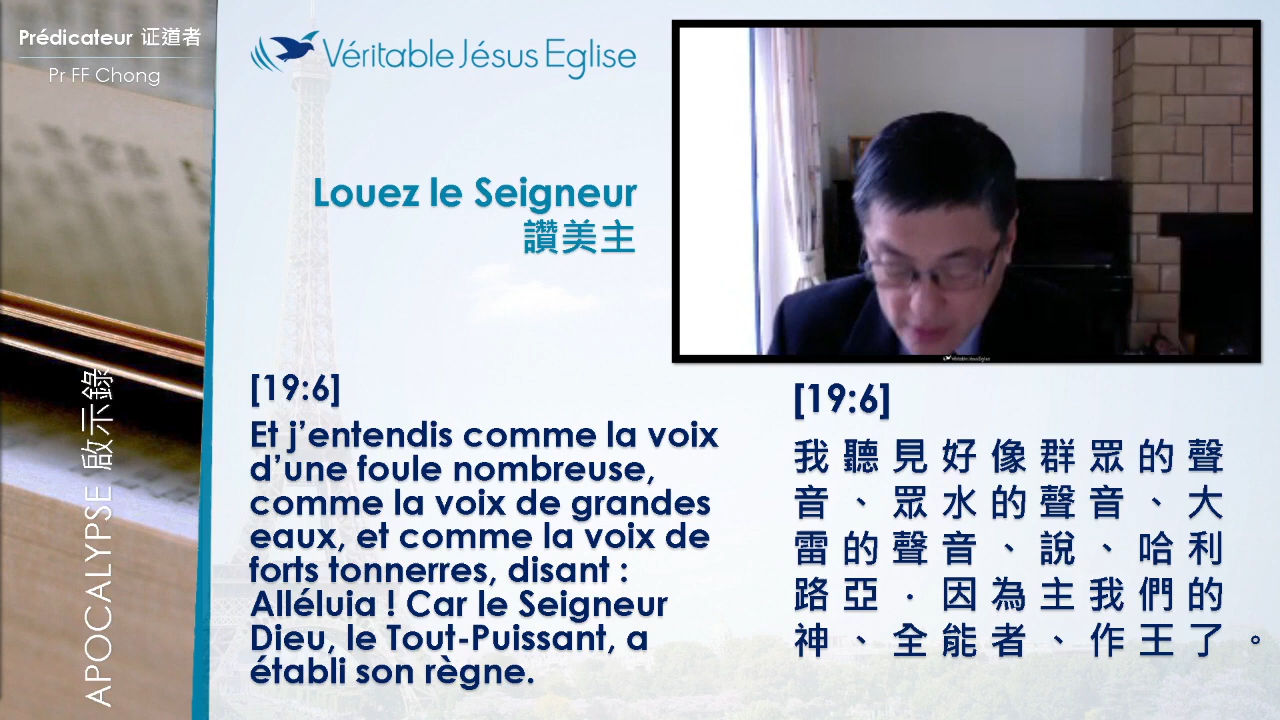 Prédicateur 证道者
Pr FF Chong
APOCALYPSE 啟示錄
Véritable Jésus Eglise
Louez le Seigneur
讚美主
Véritable Jésus Eglise
[19:6]
Et j’entendis comme la voix
d’une foule nombreuse,
comme la voix de grandes
eaux, et comme la voix de
forts tonnerres, disant :
Alléluia ! Car le Seigneur
Dieu, le Tout-Puissant, a
établi son règne.
[19:6]
我聽見好像群眾的聲
音、眾水的聲音、大
雷的聲音、說、哈利
路亞．因為主我們的
神、全能者、作王了。